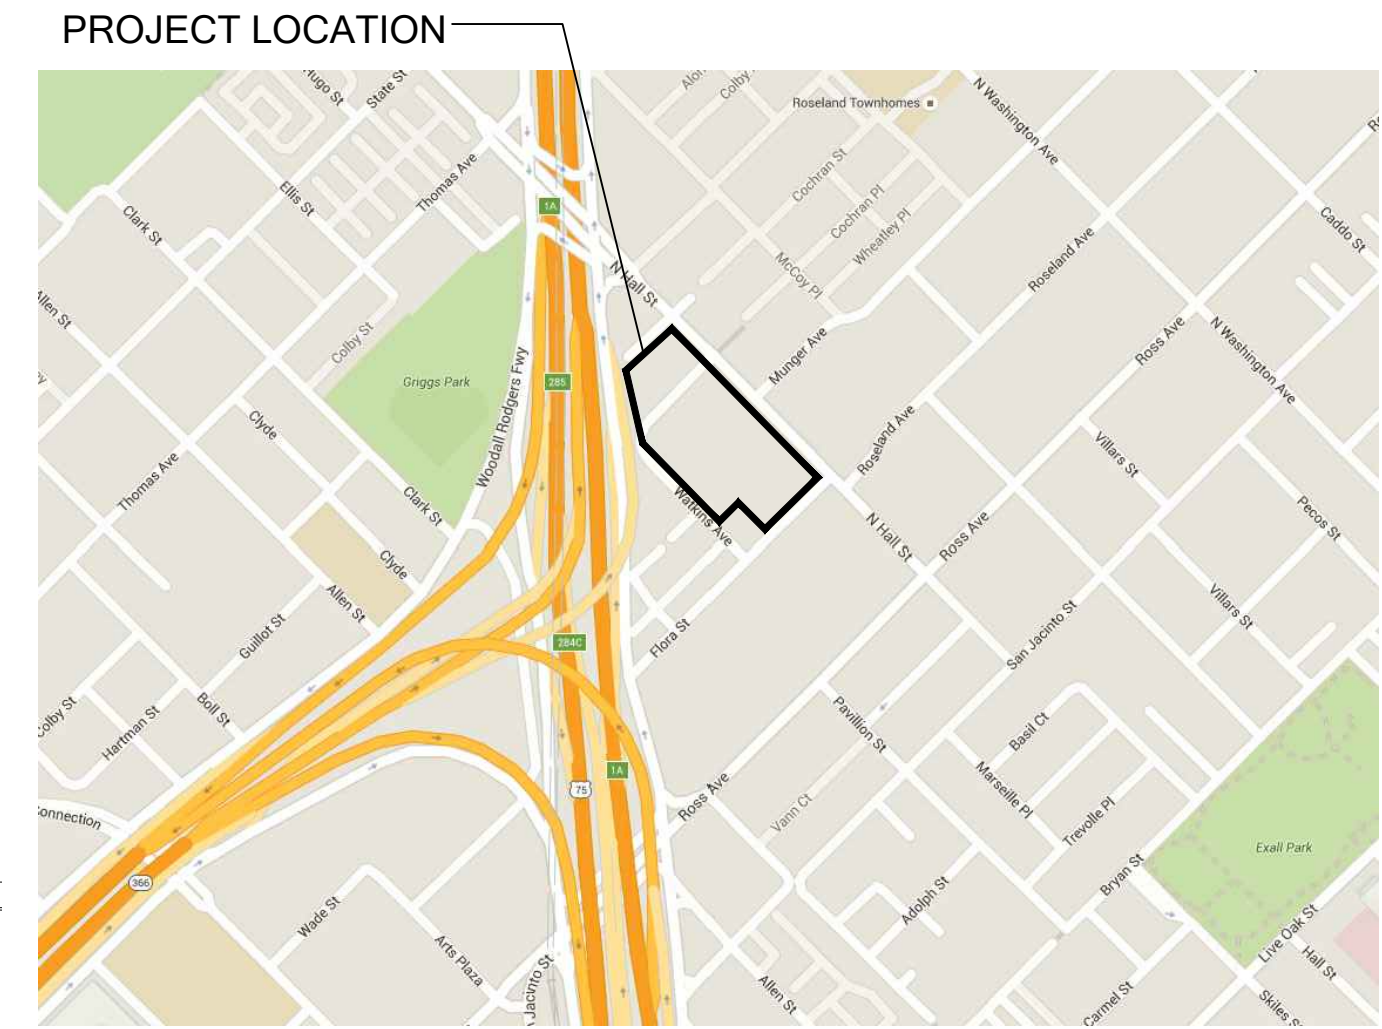 PROJECT LOCATION
Hugo St
State St
Alon
Colby
Roseland Townhomes
N Washington Ave
Thomas Ave
Ellis St
Clark St
Cochran St
Cochran Pl
Wheatley Pl
McCoy Pl
Caddo St
Roseland Ave
1A
N Hall St
Allen St
Colby St
Munger Ave
Ross Ave
N Washington Ave
Griggs Park
285
Woodall Rodgers Fwy
Clyde
Roseland Ave
Villars St
Thomas Ave
Clark St
Watkins Ave
N Hall St
Ross Ave
Pecos St
Clyde
Allen St
Guillot St
Flora St
284C
San Jacinto St
Villars St
Colby St
Boll St
Hartman St
Pavillion St
Basil Ct
1A
75
Marseille Pl
Ross Ave
Vann Ct
Trevolle Pl
onnection
Exall Park
366
Bryan St
Adolph St
Wade St
Arts Plaza
Jacinto St
Live Oak St
Hall St
Allen St
Carmel St
Skiles S